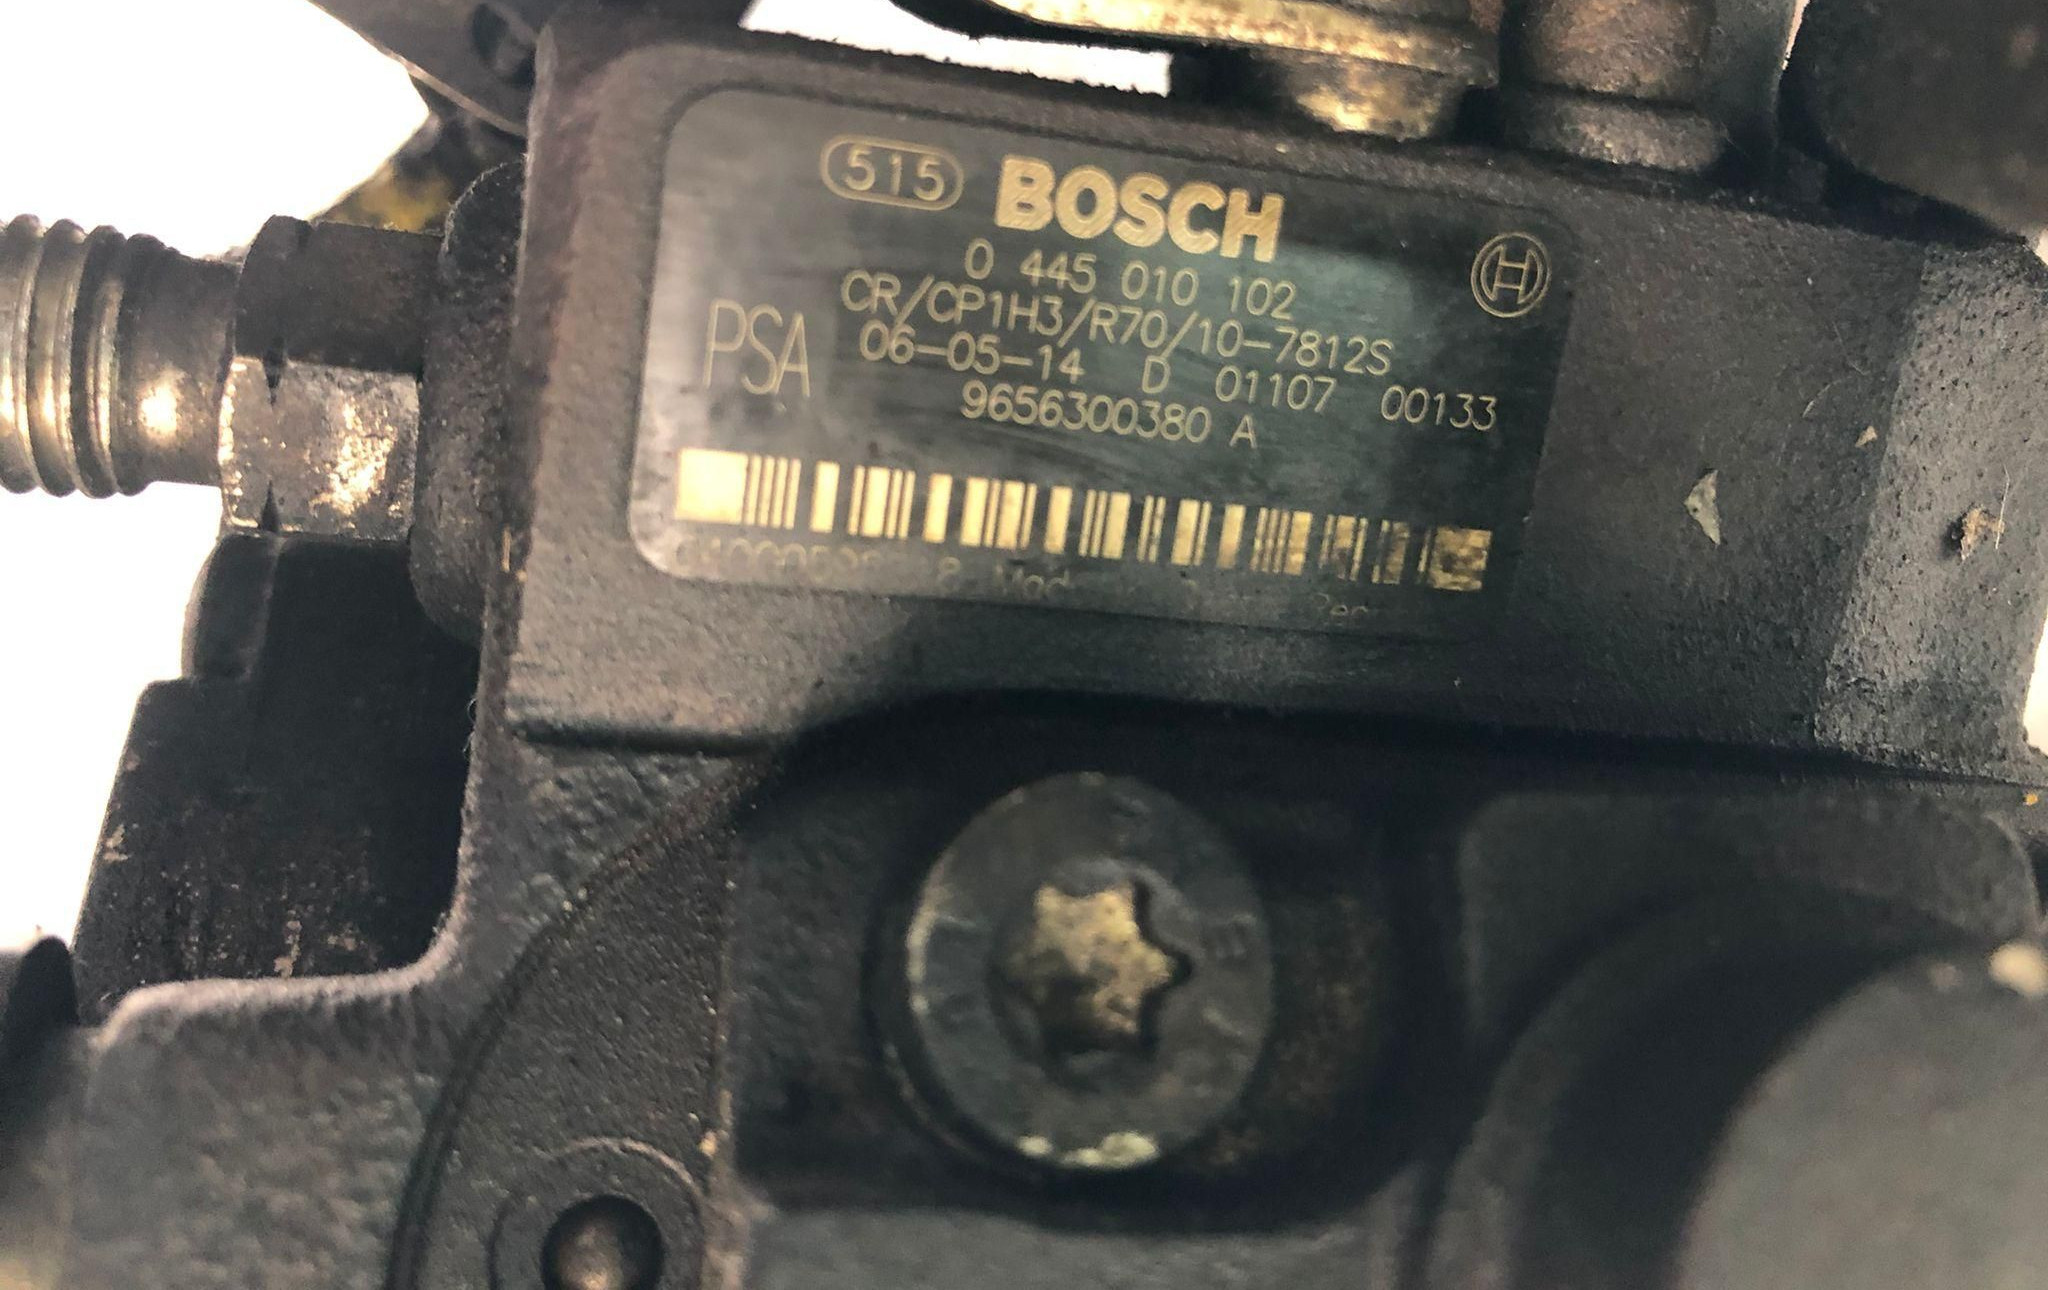 515 BOSCH
0 445 010 102
CR/CP1H3/R70/10-7812S
PSA 06-05-14 D 01107 00133
9656300380 A